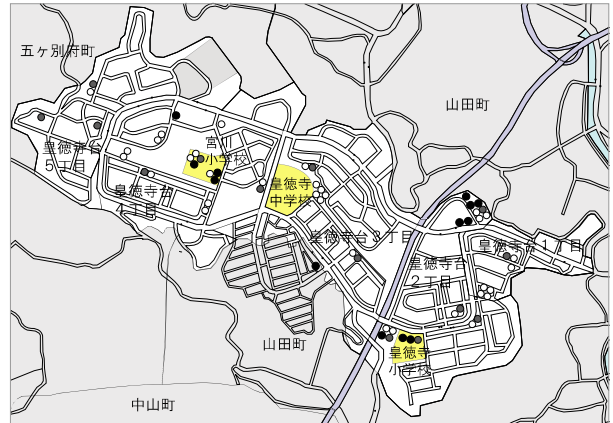 五ヶ別府町
山田町
宮川
小学校
皇徳寺台
5丁目
皇徳寺台
4丁目
皇徳寺
中学校
皇徳寺台3丁目
皇徳寺台1丁目
皇徳寺台
2丁目
山田町
皇徳寺
小学校
中山町